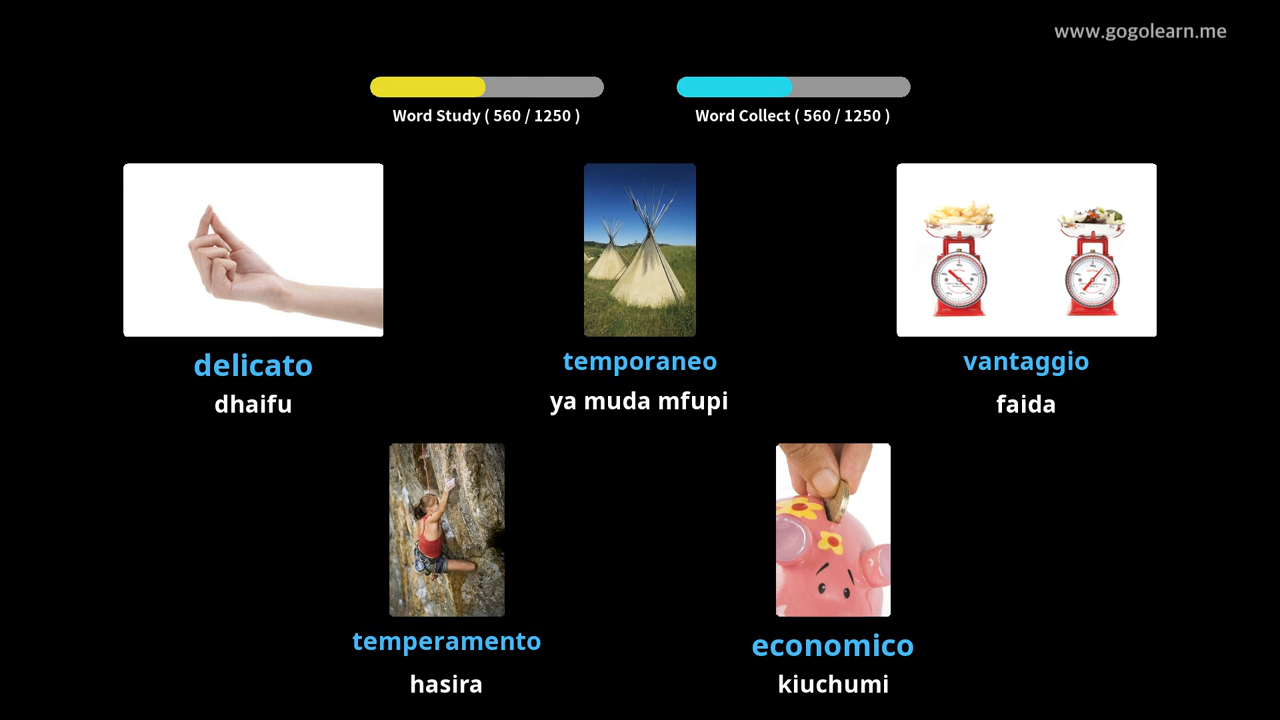 www.gogolearn.me
Word Study ( 560 / 1250 )
Word Collect ( 560 / 1250 )
delicato
dhaifu
temporaneo
ya muda mfupi
vantaggio
faida
temperamento
hasira
economico
kiuchumi